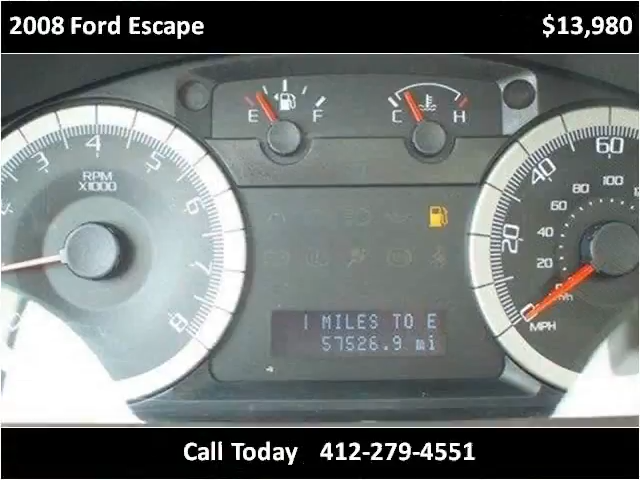 2008 Ford Escape $13,980
E F C H
3 4 5 6 7 8
RPM
X1000
0 20 40 60
20 40 60 80 100
MPH
1 MILES TO E
57526.9 mi
Call Today 412-279-4551